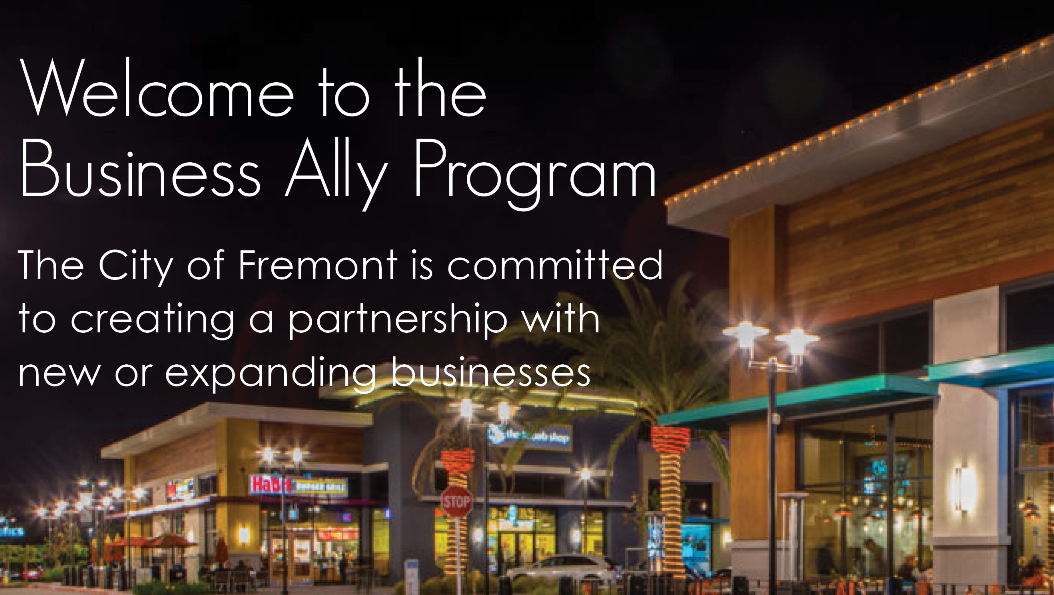 Welcome to the
Business Ally Program
The City of Fremont is committed
to creating a partnership with
new or expanding businesses
the kebab shop
Habit BURGER GRILL
STOP